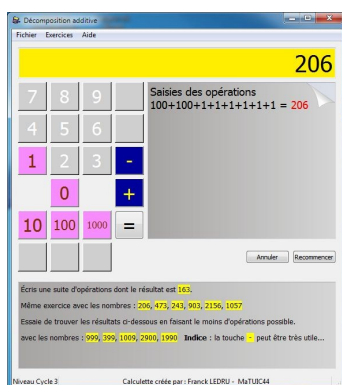 Décomposition additive
Fichier Exercices Aide
206
7 8 9
4 5 6
1 2 3 -
0 +
10 100 1000 =
Saisies des opérations
100+100+1+1+1+1+1+1 = 206
Annuler Recommencer
Écris une suite d'opérations dont le résultat est 163.
Même exercice avec les nombres : 206, 473, 243, 903, 2156, 1057
Essaie de trouver les résultats ci-dessous en faisant le moins d'opérations possible.
avec les nombres : 999, 399, 1009, 2900, 1990 Indice : la touche - peut être très utile...
Niveau Cycle 3 Calculette créée par : Franck LEDRU - MaTUIC44